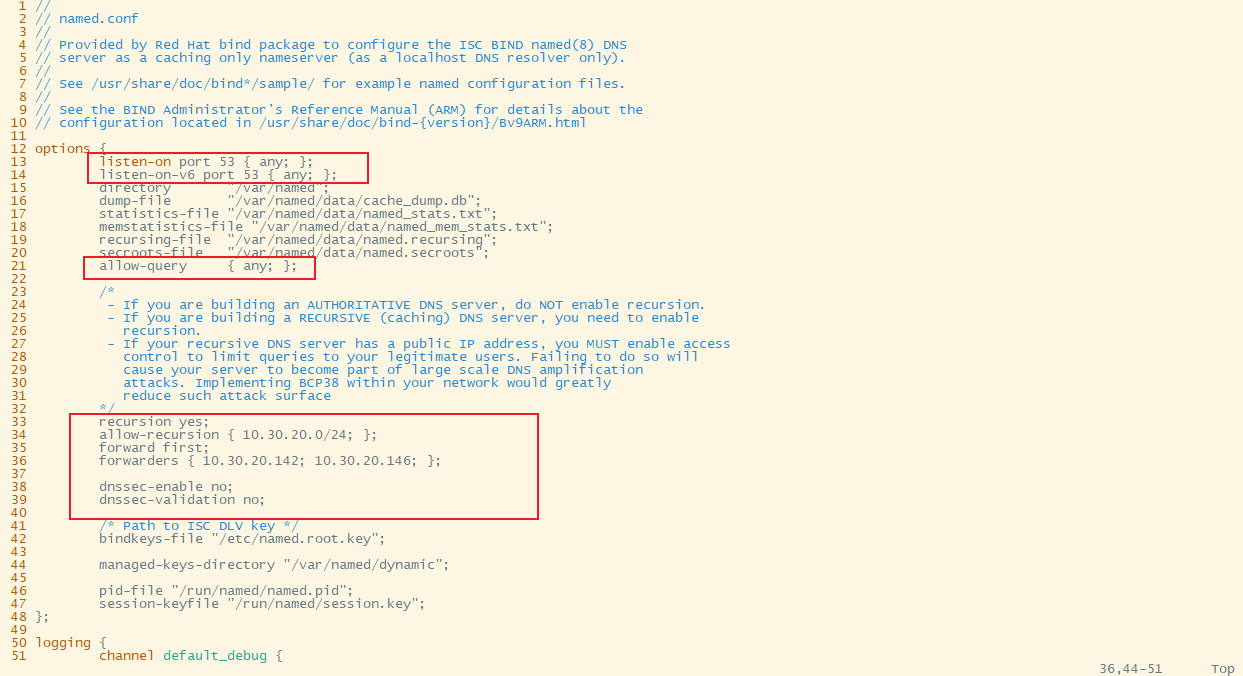 1 //
2 // named.conf
3 //
4 // Provided by Red Hat bind package to configure the ISC BIND named(8) DNS
5 // server as a caching only nameserver (as a localhost DNS resolver only).
6 //
7 // See /usr/share/doc/bind*/sample/ for example named configuration files.
8 //
9 // See the BIND Administrator's Reference Manual (ARM) for details about the
10 // configuration located in /usr/share/doc/bind-{version}/Bv9ARM.html
11
12 options {
13         listen-on port 53 { any; };
14         listen-on-v6 port 53 { any; };
15         directory       "/var/named";
16         dump-file       "/var/named/data/cache_dump.db";
17         statistics-file "/var/named/data/named_stats.txt";
18         memstatistics-file "/var/named/data/named_mem_stats.txt";
19         recursing-file  "/var/named/data/named.recursing";
20         secroots-file   "/var/named/data/named.secroots";
21         allow-query     { any; };
22
23         /*
24          - If you are building an AUTHORITATIVE DNS server, do NOT enable recursion.
25          - If you are building a RECURSIVE (caching) DNS server, you need to enable
26            recursion.
27          - If your recursive DNS server has a public IP address, you MUST enable access
28            control to limit queries to your legitimate users. Failing to do so will
29            cause your server to become part of large scale DNS amplification
30            attacks. Implementing BCP38 within your network would greatly
31            reduce such attack surface
32         */
33         recursion yes;
34         allow-recursion { 10.30.20.0/24; };
35         forward first;
36         forwarders { 10.30.20.142; 10.30.20.146; };
37
38         dnssec-enable no;
39         dnssec-validation no;
40
41         /* Path to ISC DLV key */
42         bindkeys-file "/etc/named.root.key";
43
44         managed-keys-directory "/var/named/dynamic";
45
46         pid-file "/run/named/named.pid";
47         session-keyfile "/run/named/session.key";
48 };
49
50 logging {
51         channel default_debug {
36,44-51 Top